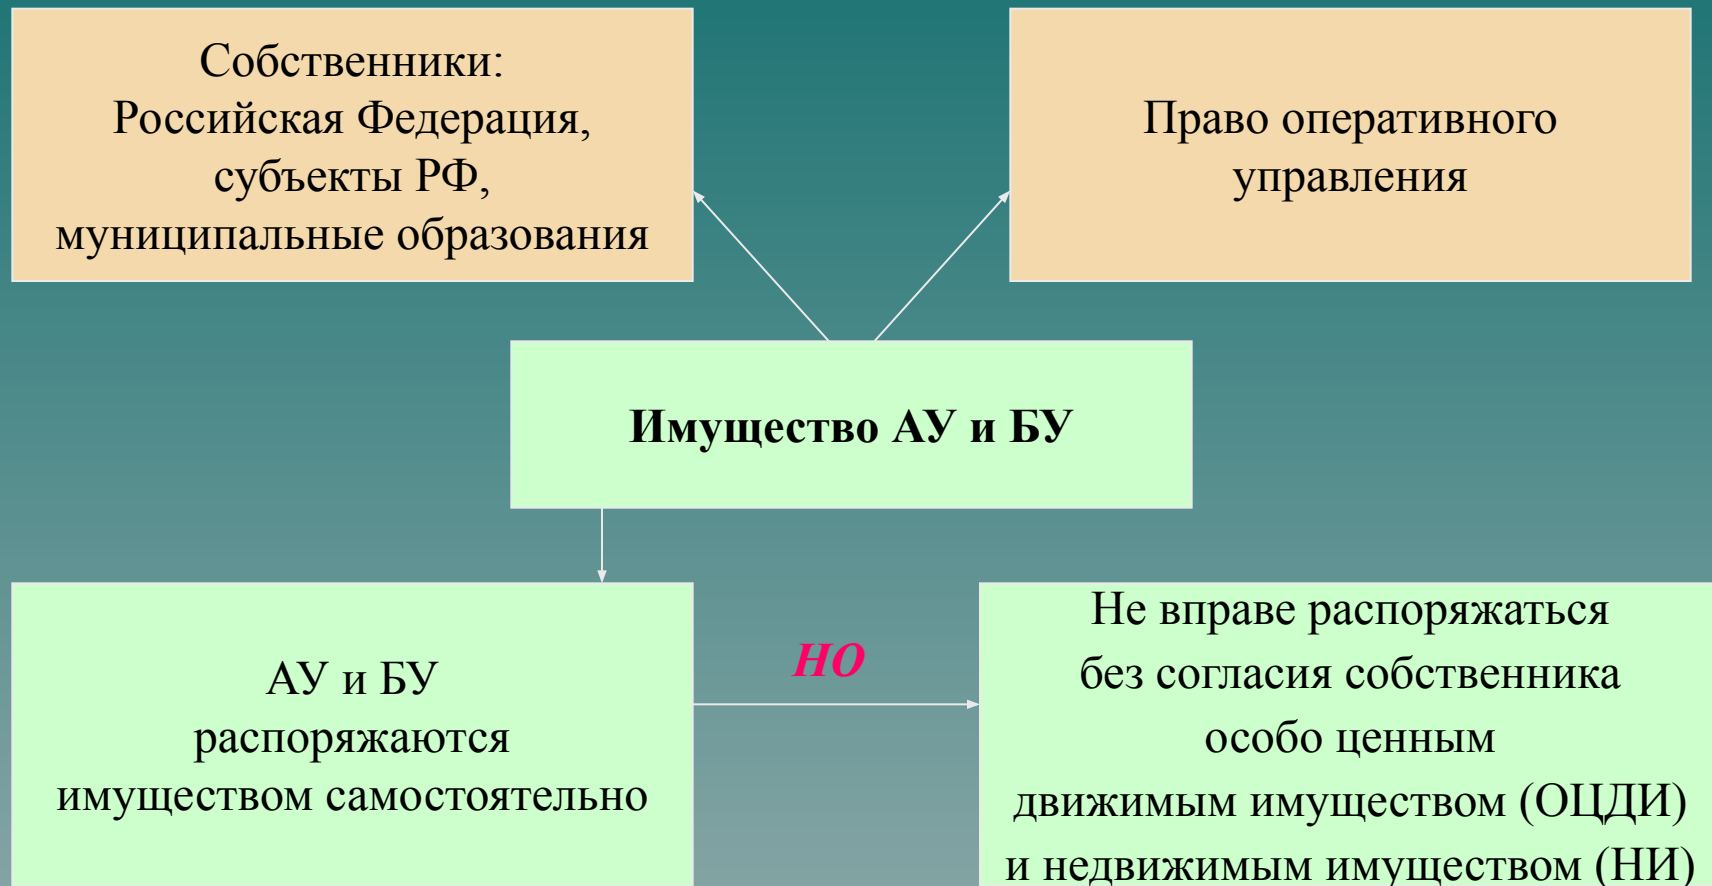 Собственники:
Российская Федерация,
субъекты РФ,
муниципальные образования
Право оперативного
управления
Имущество АУ и БУ
АУ и БУ
распоряжаются
имуществом самостоятельно
НО
Не вправе распоряжаться
без согласия собственника
особо ценным
движимым имуществом (ОЦДИ)
и недвижимым имуществом (НИ)